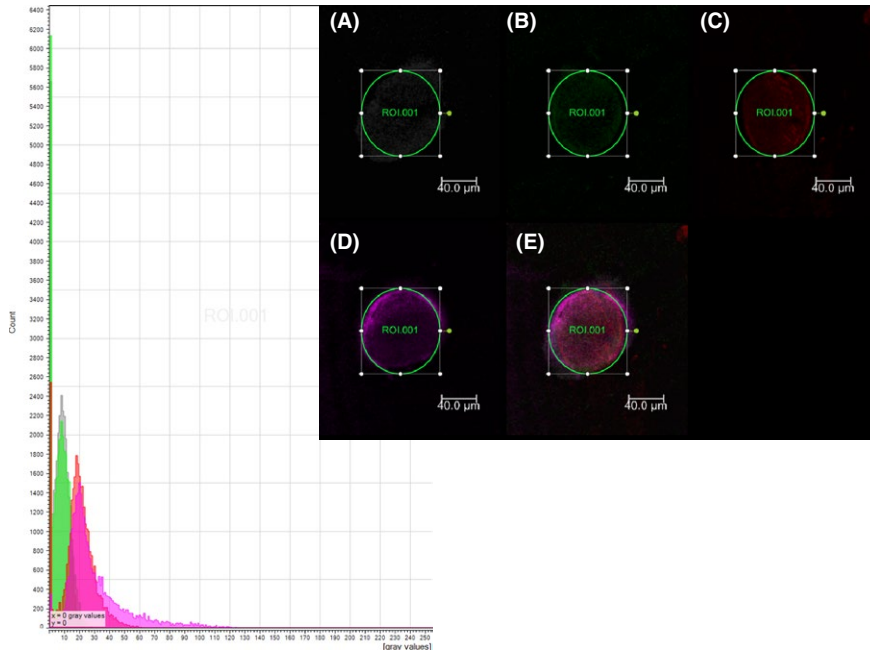 6400
6200
6000
5800
5600
5400
5200
5000
4800
4600
4400
4200
4000
3800
3600
3400
3200
3000
2800
2600
2400
2200
2000
1800
1600
1400
1200
1000
800
600
400
200
0
Count
ROI.001
x = 0 gray values
y = 0
10 20 30 40 50 60 70 80 90 100 110 120 130 140 150 160 170 180 190 200 210 220 230 240 250
[gray values]
(A) (B) (C)
ROI.001 ROI.001 ROI.001
40.0 µm 40.0 µm 40.0 µm
(D) (E)
ROI.001 ROI.001
40.0 µm 40.0 µm